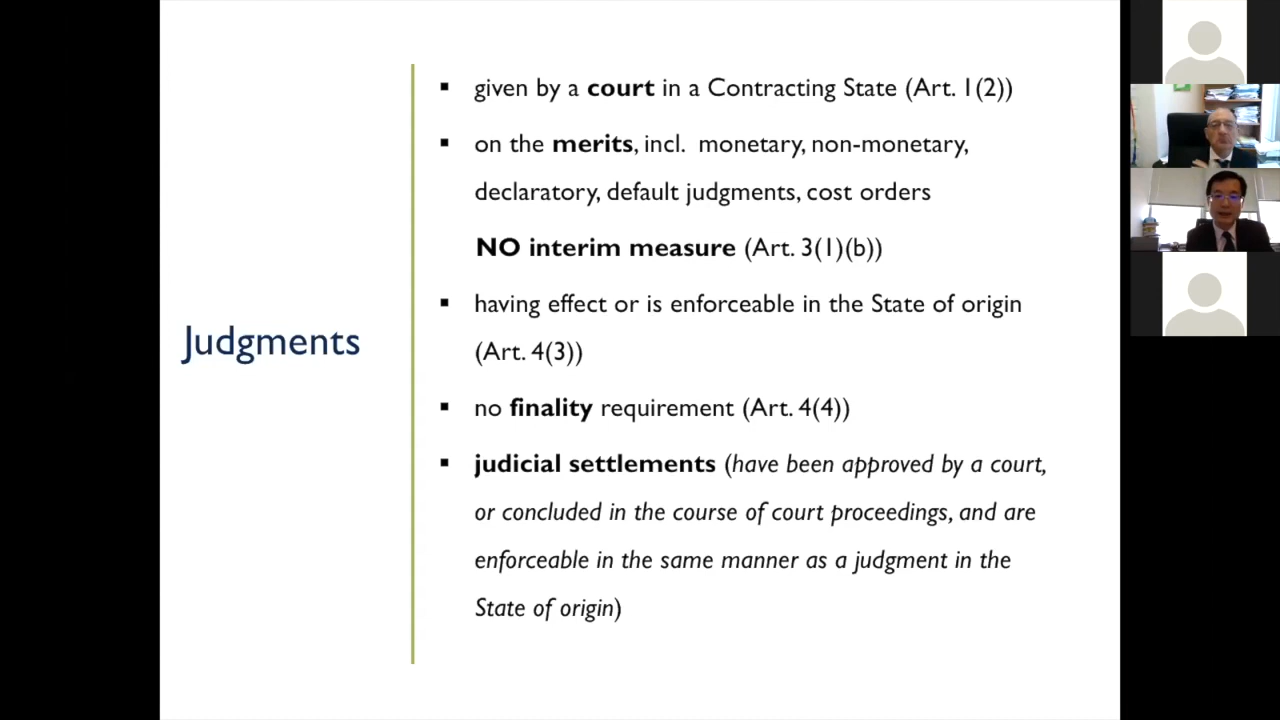 Judgments
▪ given by a court in a Contracting State (Art. 1(2))
▪ on the merits, incl. monetary, non-monetary,
declaratory, default judgments, cost orders
NO interim measure (Art. 3(1)(b))
▪ having effect or is enforceable in the State of origin
(Art. 4(3))
▪ no finality requirement (Art. 4(4))
▪ judicial settlements (have been approved by a court,
or concluded in the course of court proceedings, and are
enforceable in the same manner as a judgment in the
State of origin)